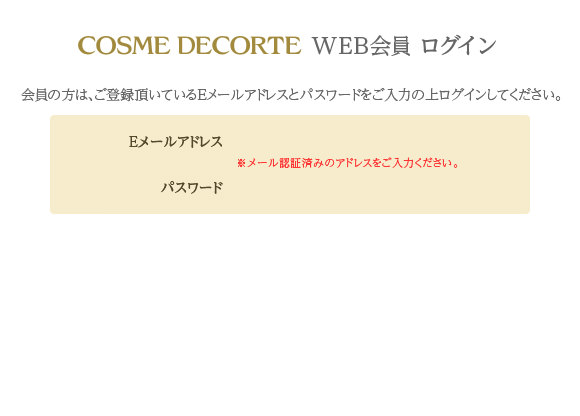 COSME DECORTE WEB会員 ログイン
会員の方は、ご登録頂いているEメールアドレスとパスワードをご入力の上ログインしてください。
Eメールアドレス
※メール認証済みのアドレスをご入力ください。
パスワード